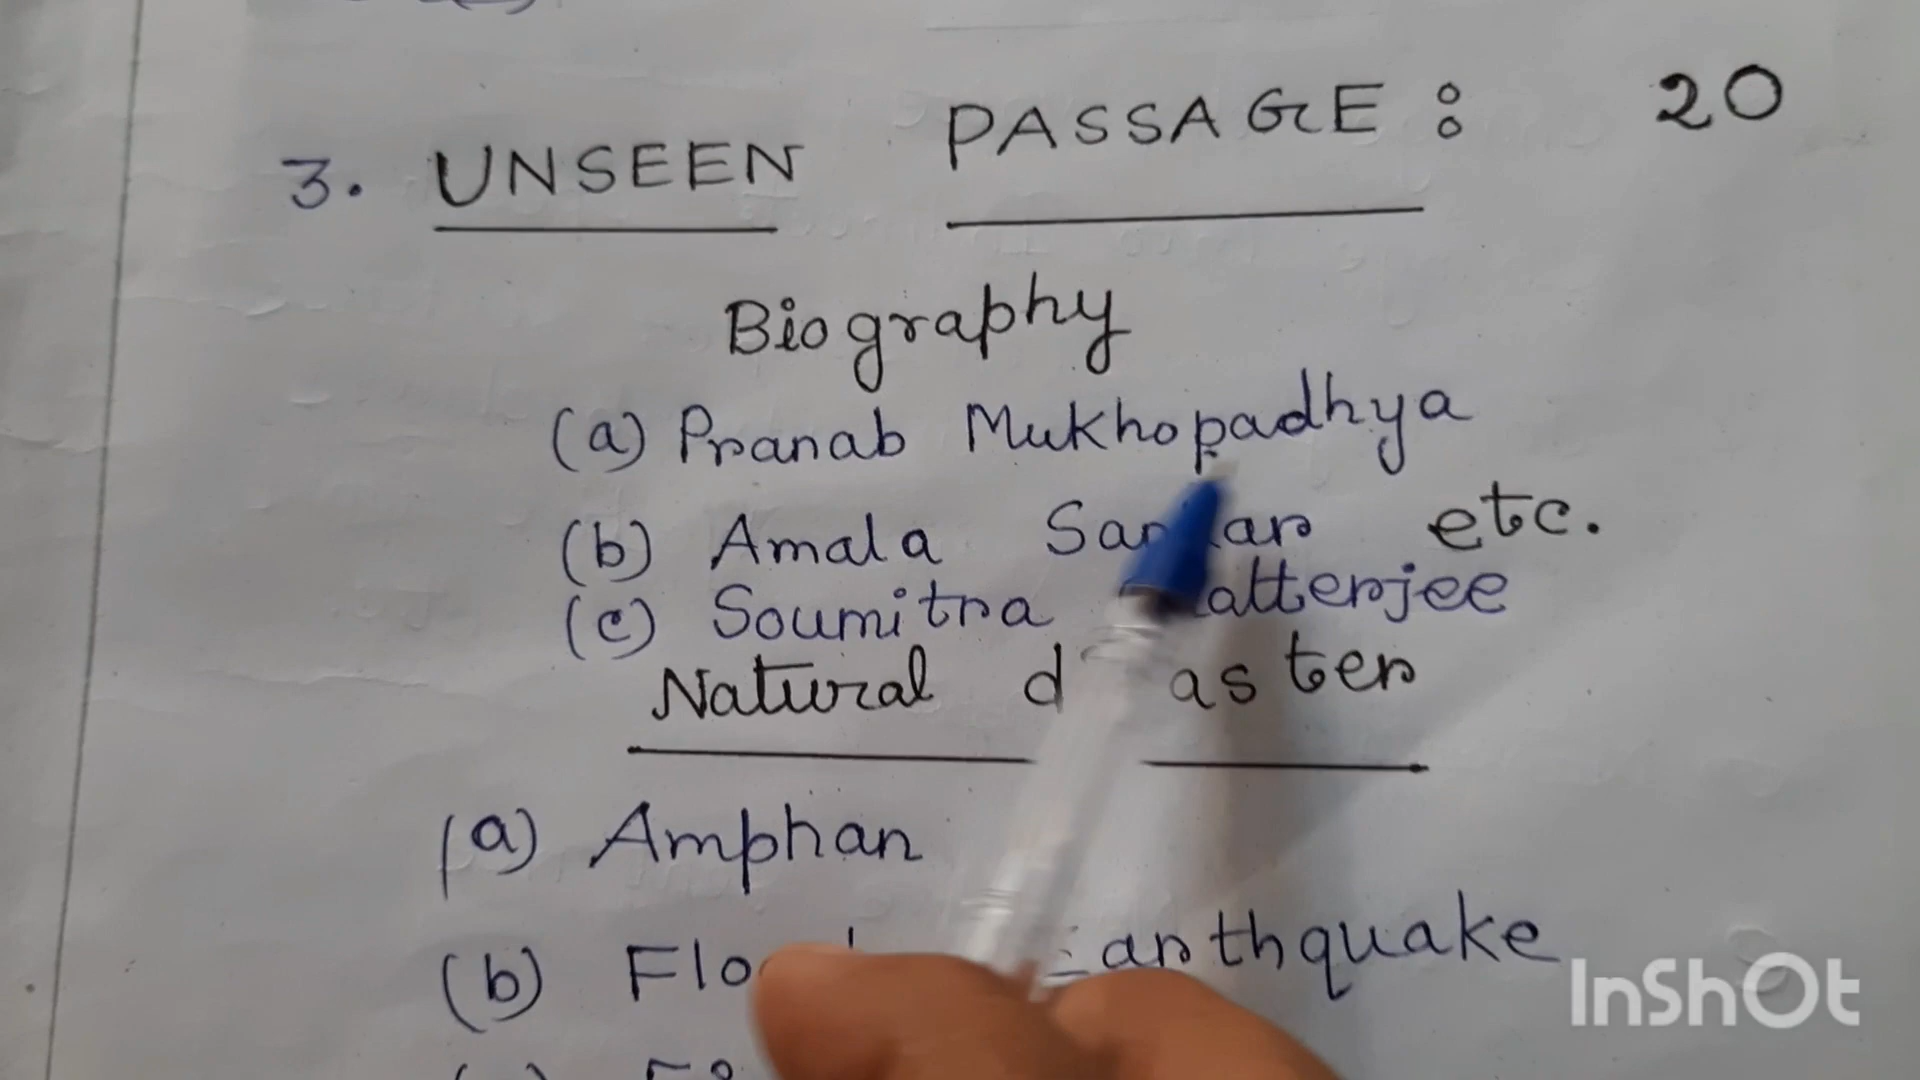 3. UNSEEN PASSAGE : 20
Biography
(a) Pranab Mukhopadhya
(b) Amala etc.
(c) Soumitra
Natural
(a) Amphan
(b)
InShOt